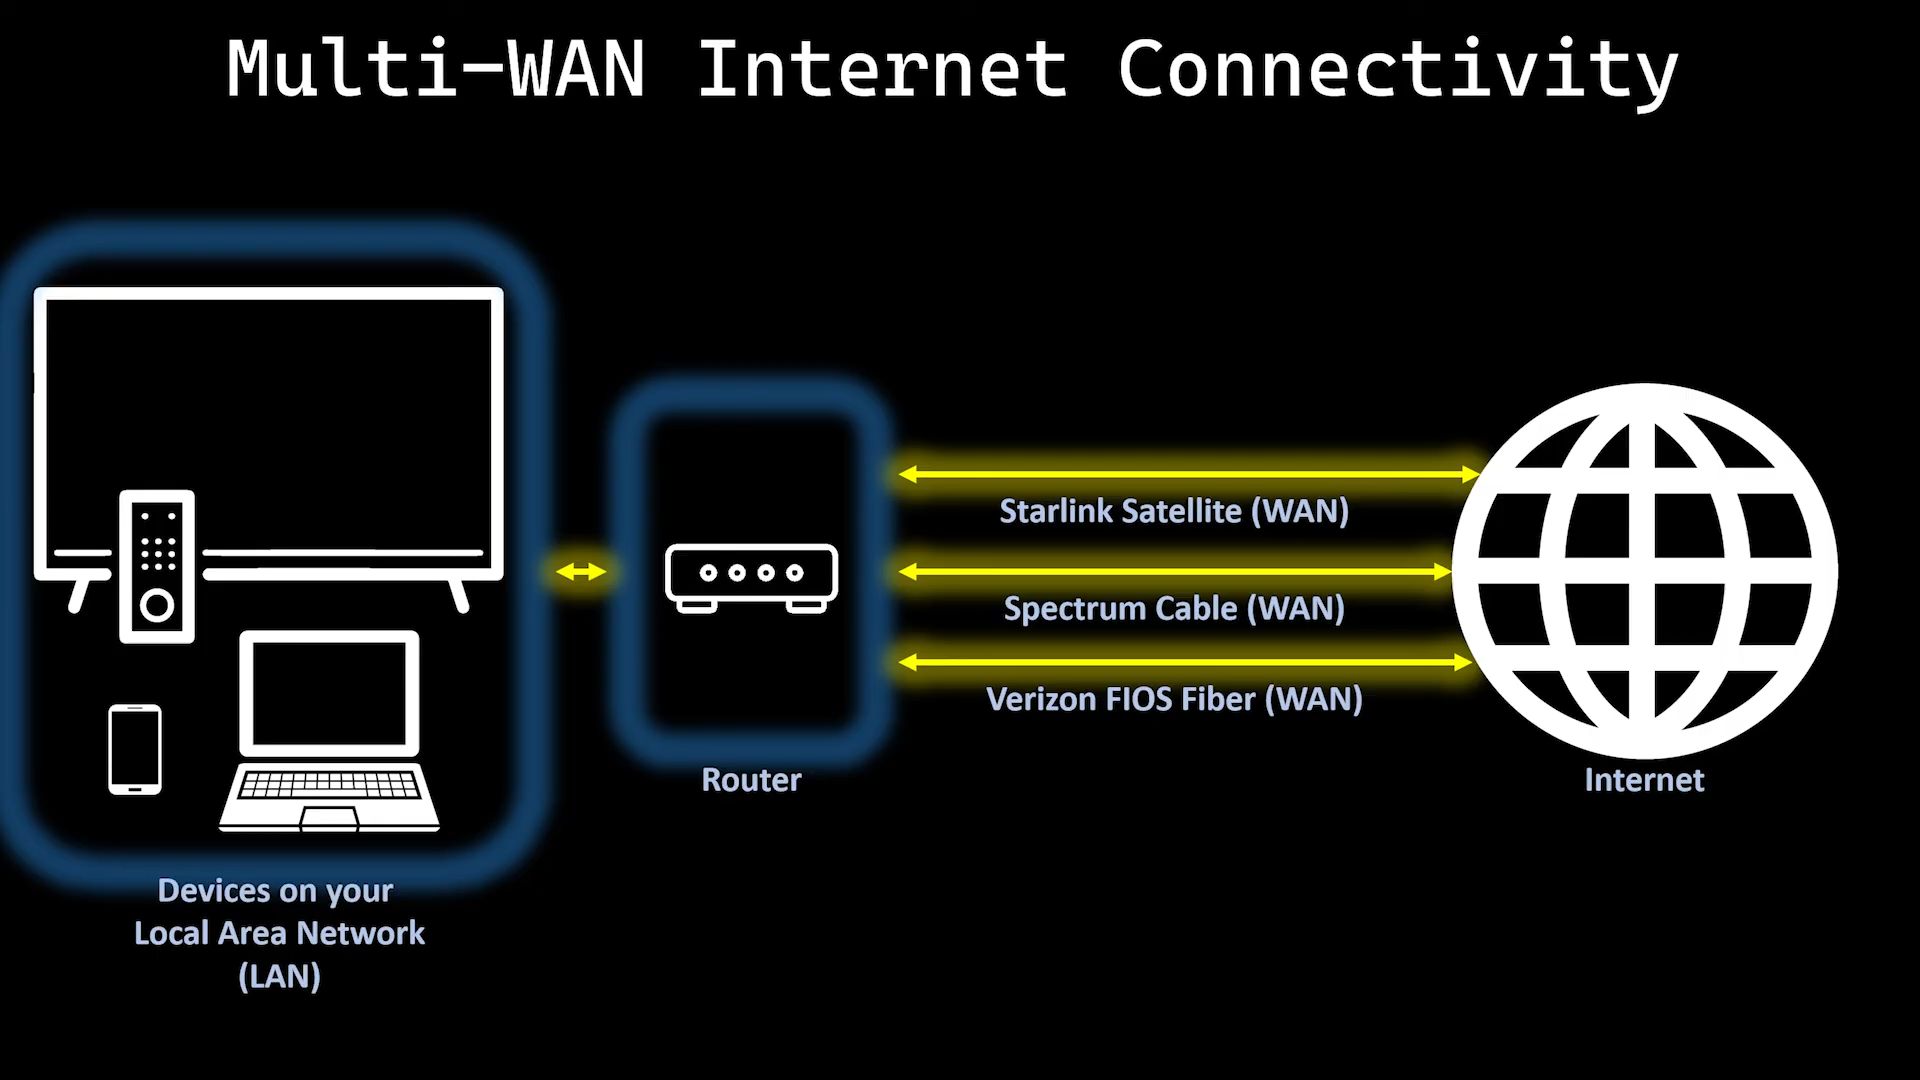 Multi-WAN Internet Connectivity
Starlink Satellite (WAN)
Spectrum Cable (WAN)
Verizon FIOS Fiber (WAN)
Router
Internet
Devices on your
Local Area Network
(LAN)